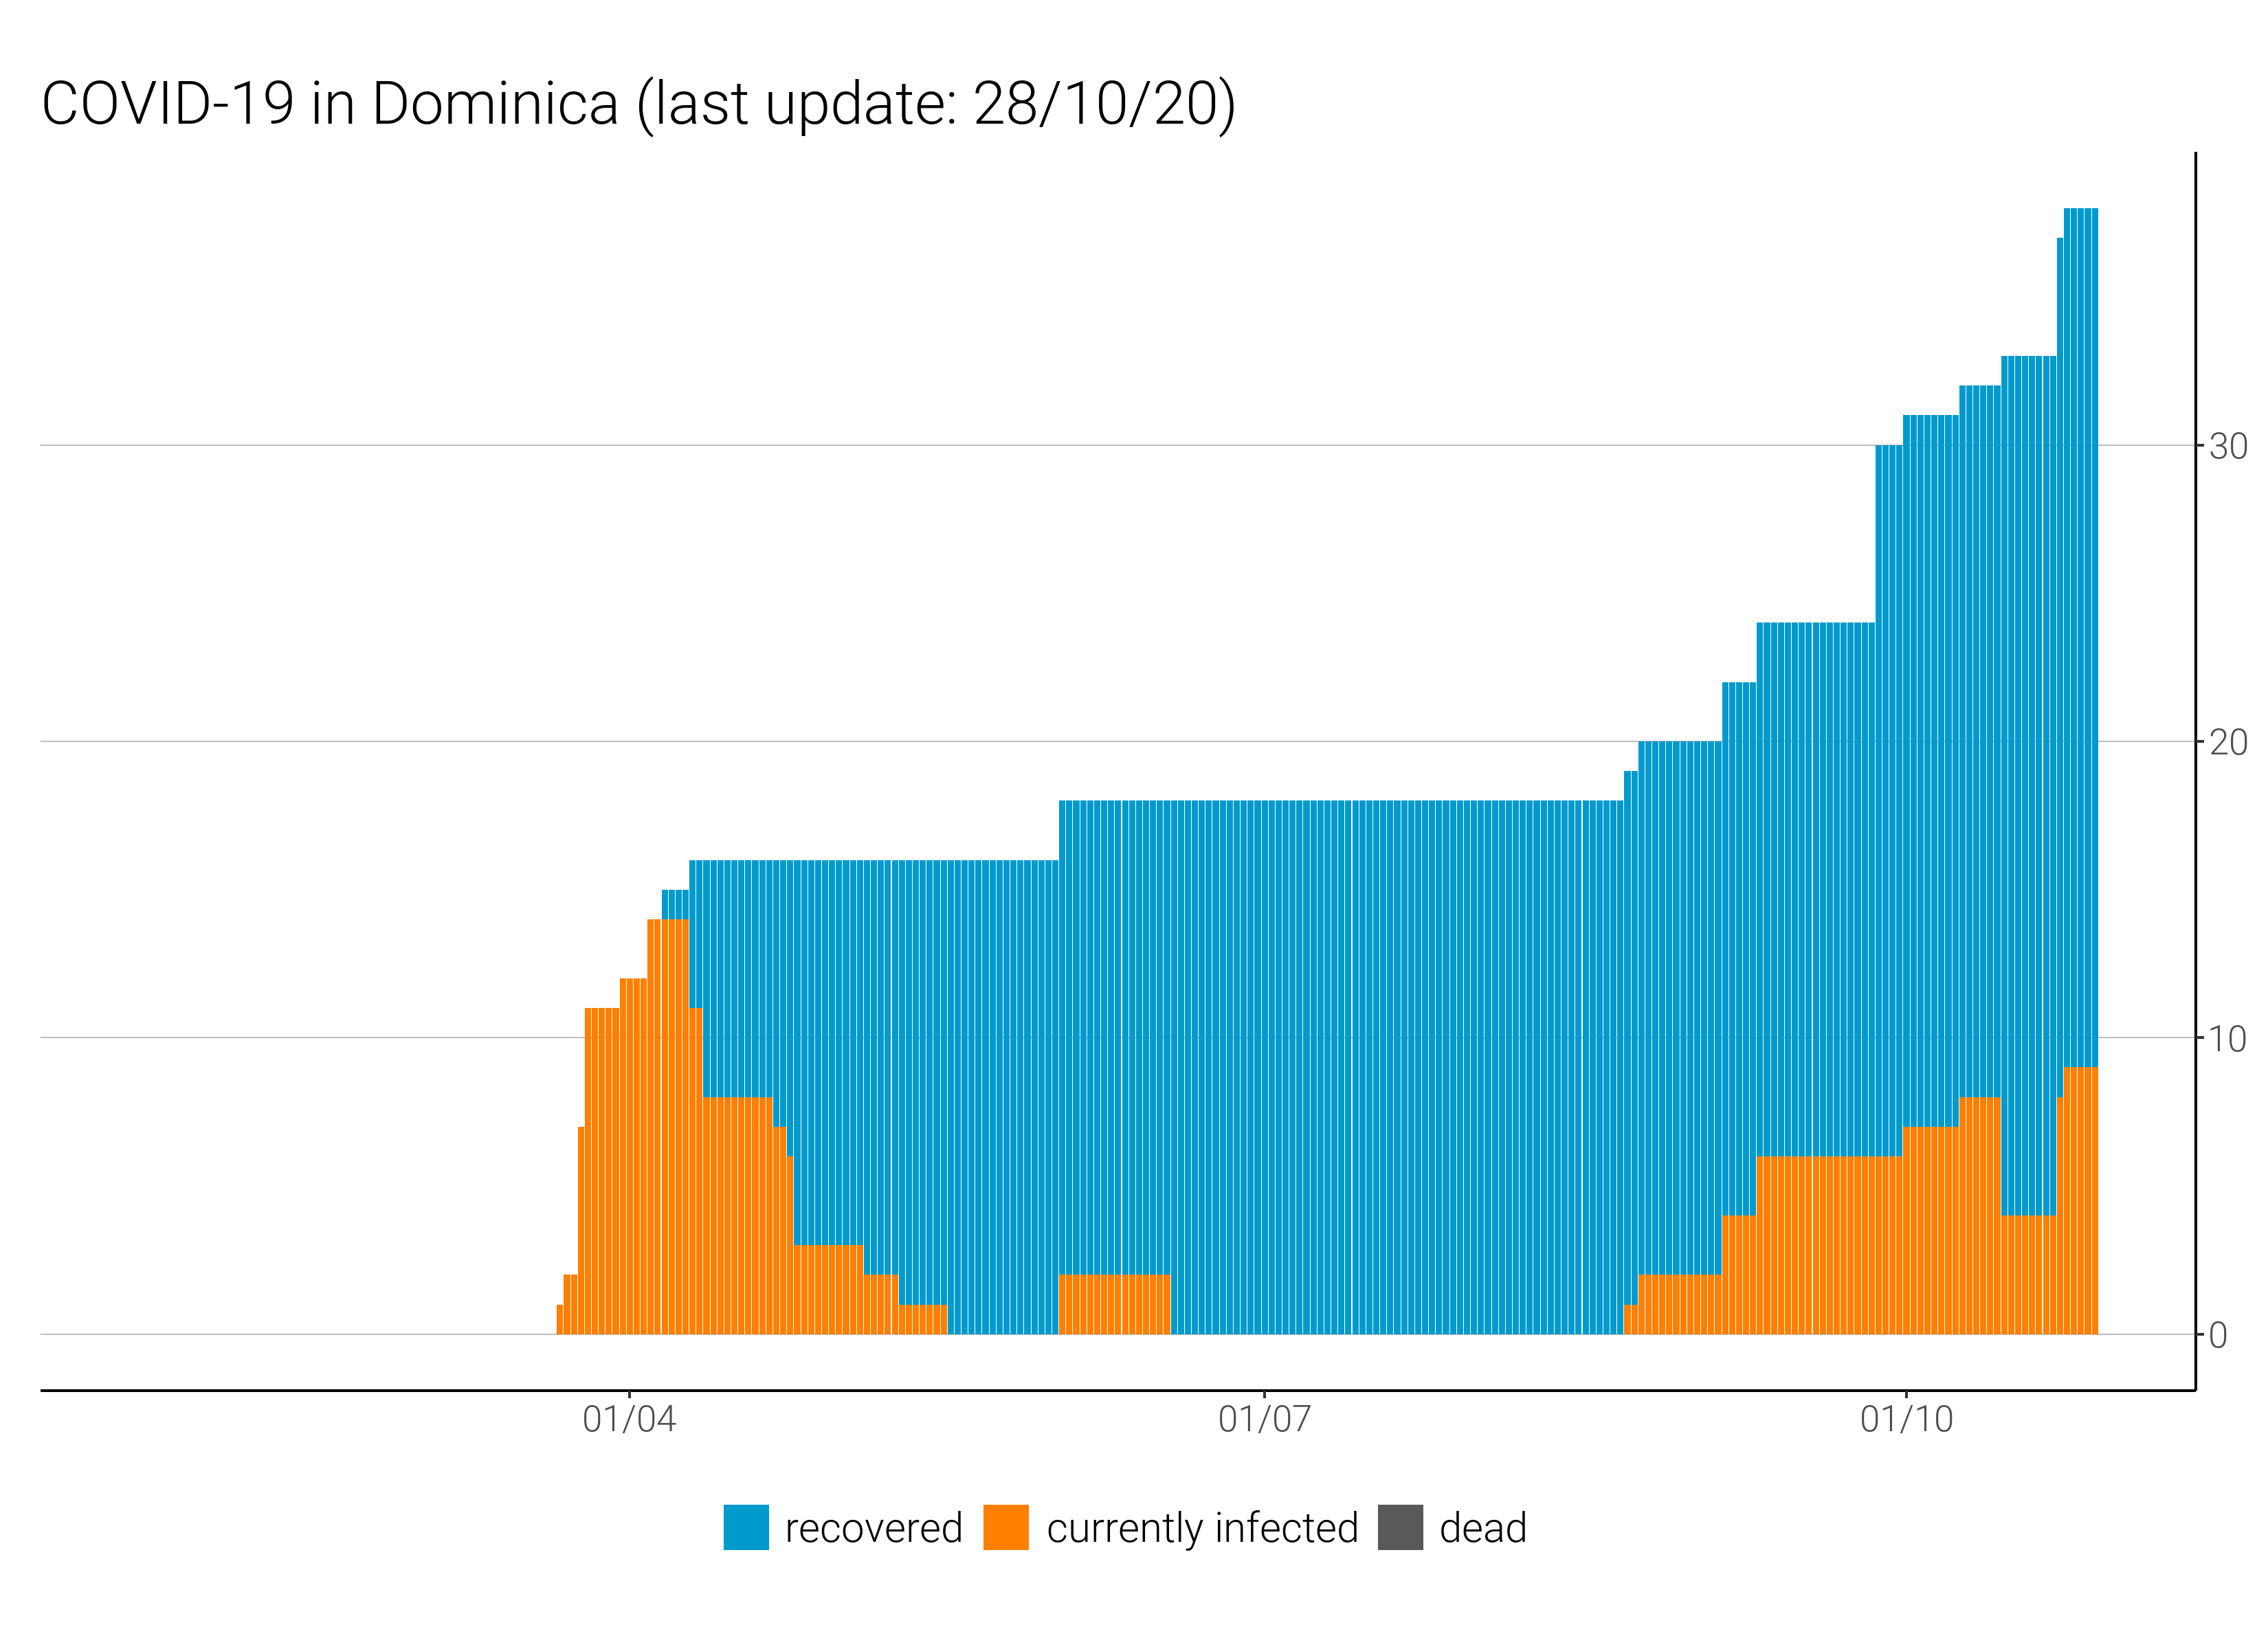 COVID-19 in Dominica (last update: 28/10/20)
30
20
10
0
01/04 01/07 01/10
recovered currently infected dead